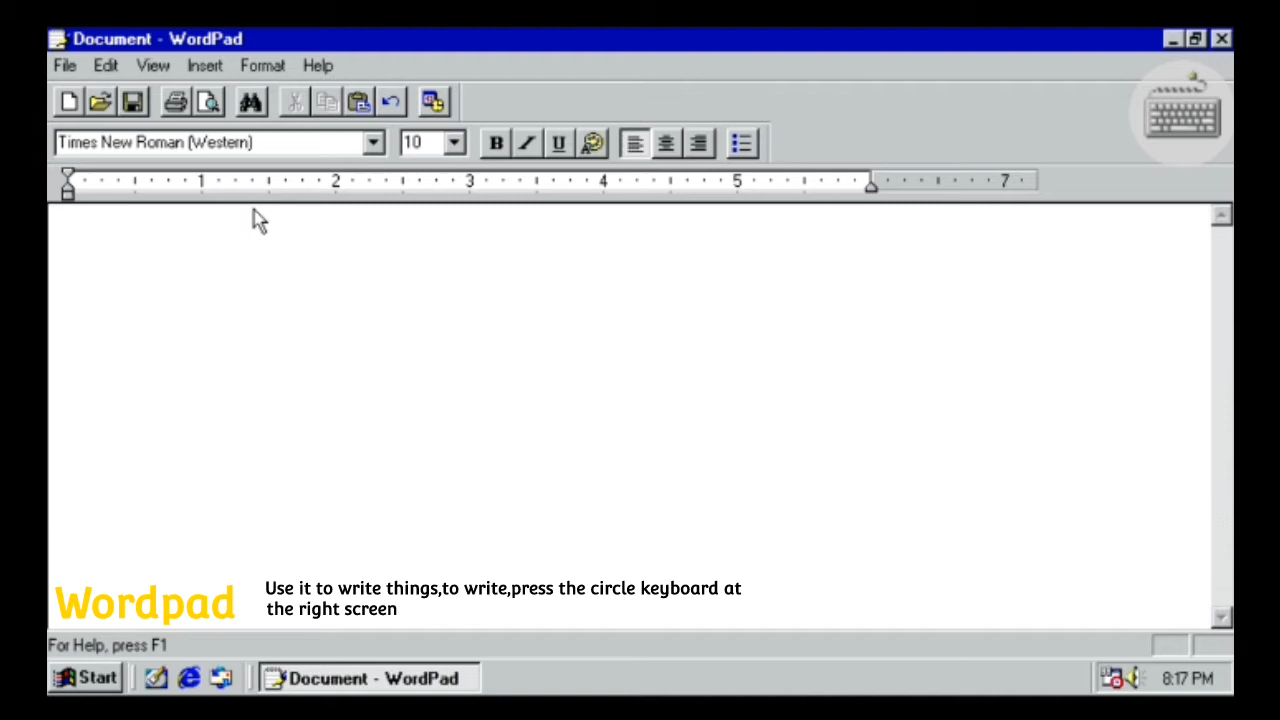 Document - WordPad
File Edit View Insert Format Help
Times New Roman (Western) 10 B I U
1 2 3 4 5 7
Wordpad
Use it to write things,to write,press the circle keyboard at
the right screen
For Help, press F1
Start Document - WordPad 8:17 PM